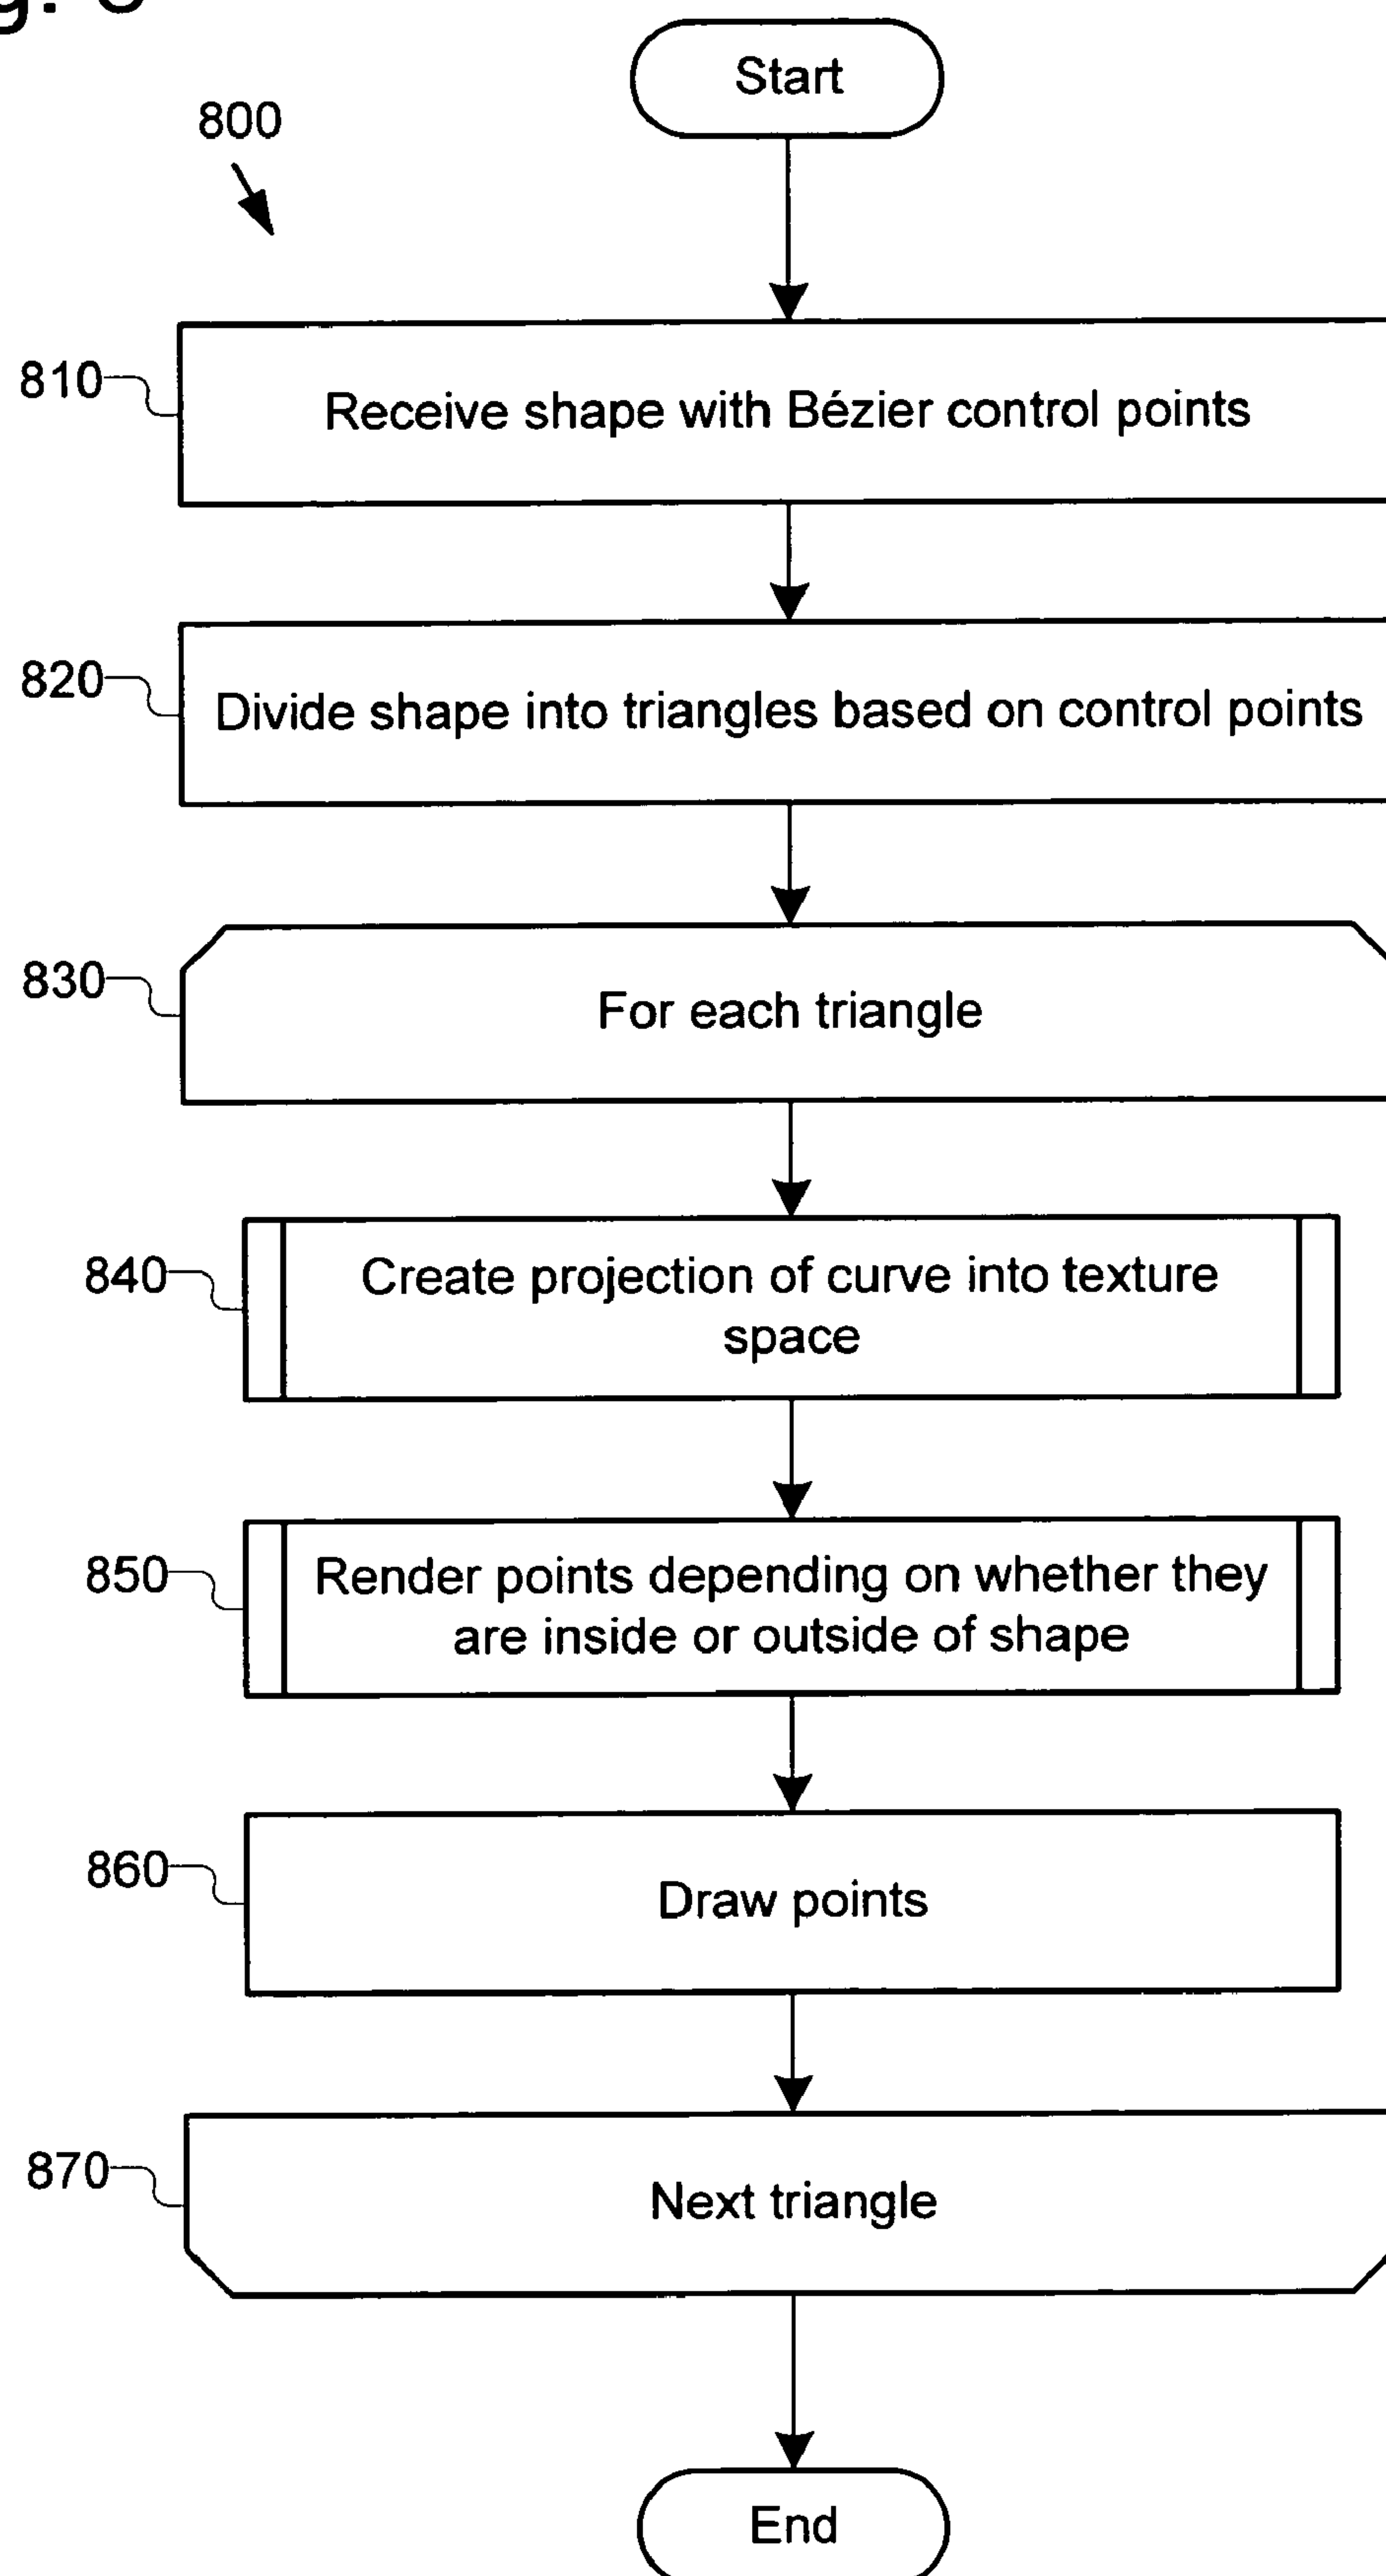 800
Start
810
Receive shape with Bézier control points
820
Divide shape into triangles based on control points
830
For each triangle
840
Create projection of curve into texture
space
850
Render points depending on whether they
are inside or outside of shape
860
Draw points
870
Next triangle
End